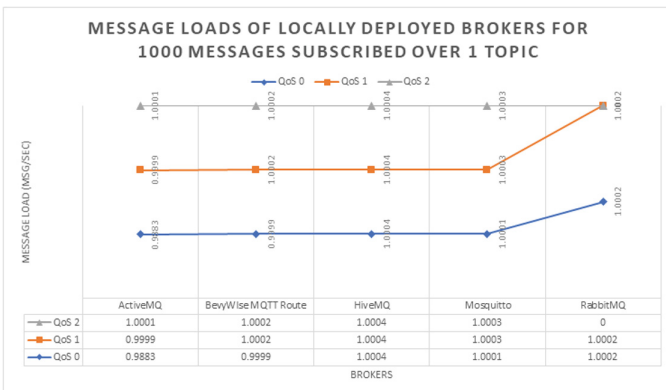 MESSAGE LOADS OF LOCALLY DEPLOYED BROKERS FOR
1000 MESSAGES SUBSCRIBED OVER 1 TOPIC
QoS 0 QoS 1 QoS 2
MESSAGE LOAD (MSG/SEC)
1.0001 1.0002 1.0004 1.0003 0
0.9999 1.0002 1.0004 1.0003 1.0002
0.9883 0.9999 1.0004 1.0001 1.0002
ActiveMQ BevyWise MQTT Route HiveMQ Mosquitto RabbitMQ
QoS 2 1.0001 1.0002 1.0004 1.0003 0
QoS 1 0.9999 1.0002 1.0004 1.0003 1.0002
QoS 0 0.9883 0.9999 1.0004 1.0001 1.0002
BROKERS